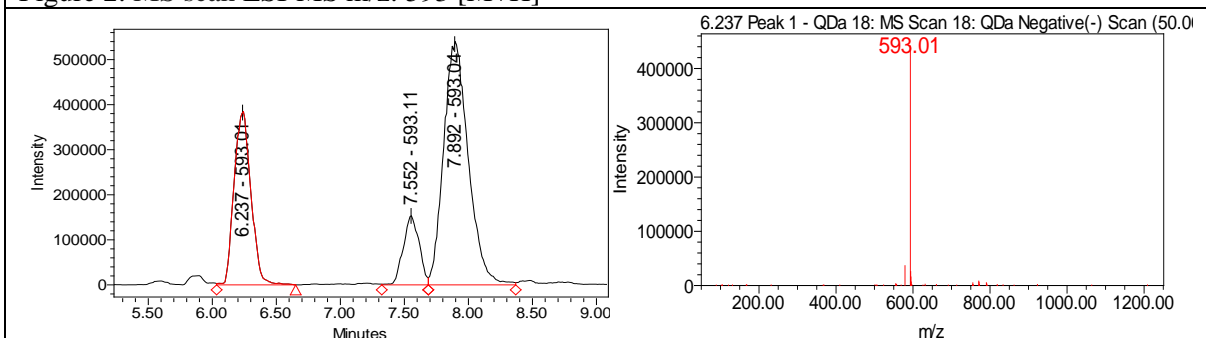 6.237 Peak 1 - QDa 18: MS Scan 18: QDa Negative(-) Scan (50.0
Intensity
500000
400000
300000
200000
100000
0
6.237 - 593.01
7.552 - 593.11
7.892 - 593.04
5.50 6.00 6.50 7.00 7.50 8.00 8.50 9.00
Minutes
593.01
Intensity
400000
300000
200000
100000
0
200.00 400.00 600.00 800.00 1000.00 1200.00
m/z